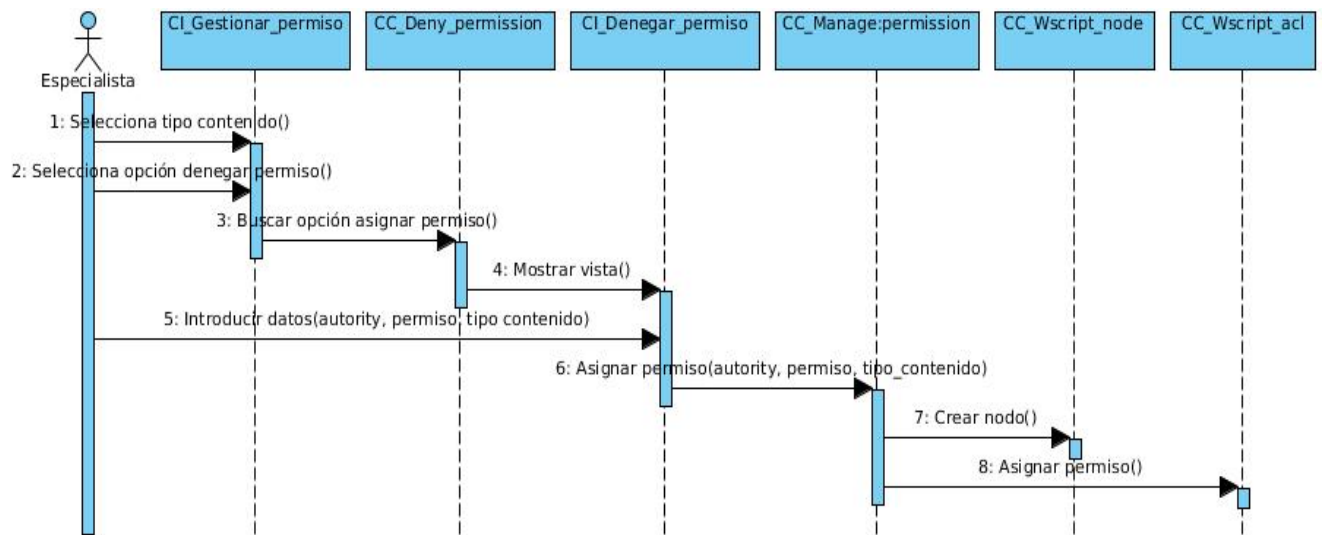 CI_Gestionar_permiso
CC_Deny_permission
CI_Denegar_permiso
CC_Manage:permission
CC_Wscript_node
CC_Wscript_acl
Especialista
1: Selecciona tipo contenido()
2: Selecciona opción denegar permiso()
3: Buscar opción asignar permiso()
4: Mostrar vista()
5: Introducir datos(autority, permiso, tipo contenido)
6: Asignar permiso(autority, permiso, tipo_contenido)
7: Crear nodo()
8: Asignar permiso()